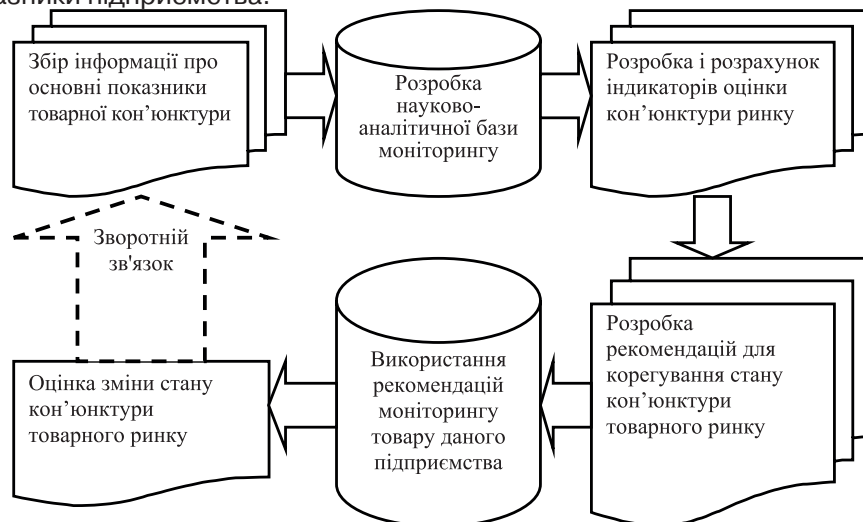 підприємства.
Збір інформації про
основні показники
товарної кон’юнктури
Розробка
науково-
аналітичної бази
моніторингу
Розробка і розрахунок
індикаторів оцінки
кон’юнктури ринку
Зворотній
зв'язок
Розробка
рекомендацій для
корегування стану
кон’юнктури
товарного ринку
Використання
рекомендацій
моніторингу
товару даного
підприємства
Оцінка зміни стану
кон’юнктури
товарного ринку